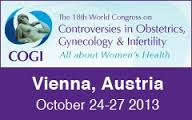 The 18th World Congress on
Controversies in Obstetrics,
Gynecology & Infertility
COGI
All about Women's Health
Vienna, Austria
October 24-27 2013